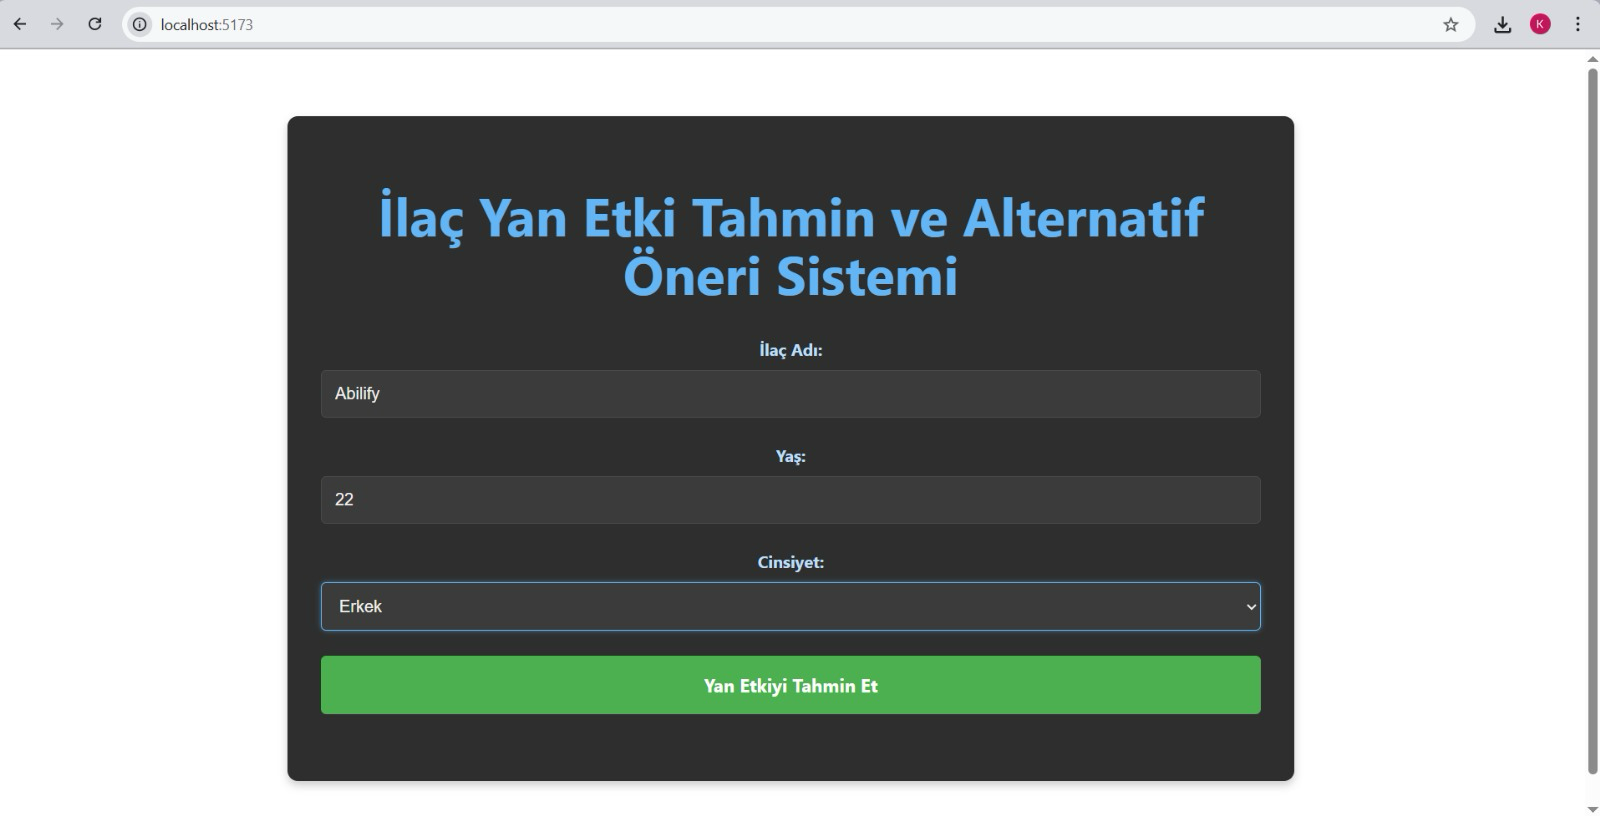 localhost:5173
K
İlaç Yan Etki Tahmin ve Alternatif
Öneri Sistemi
İlaç Adı:
Abilify
Yaş:
22
Cinsiyet:
Erkek
Yan Etkiyi Tahmin Et